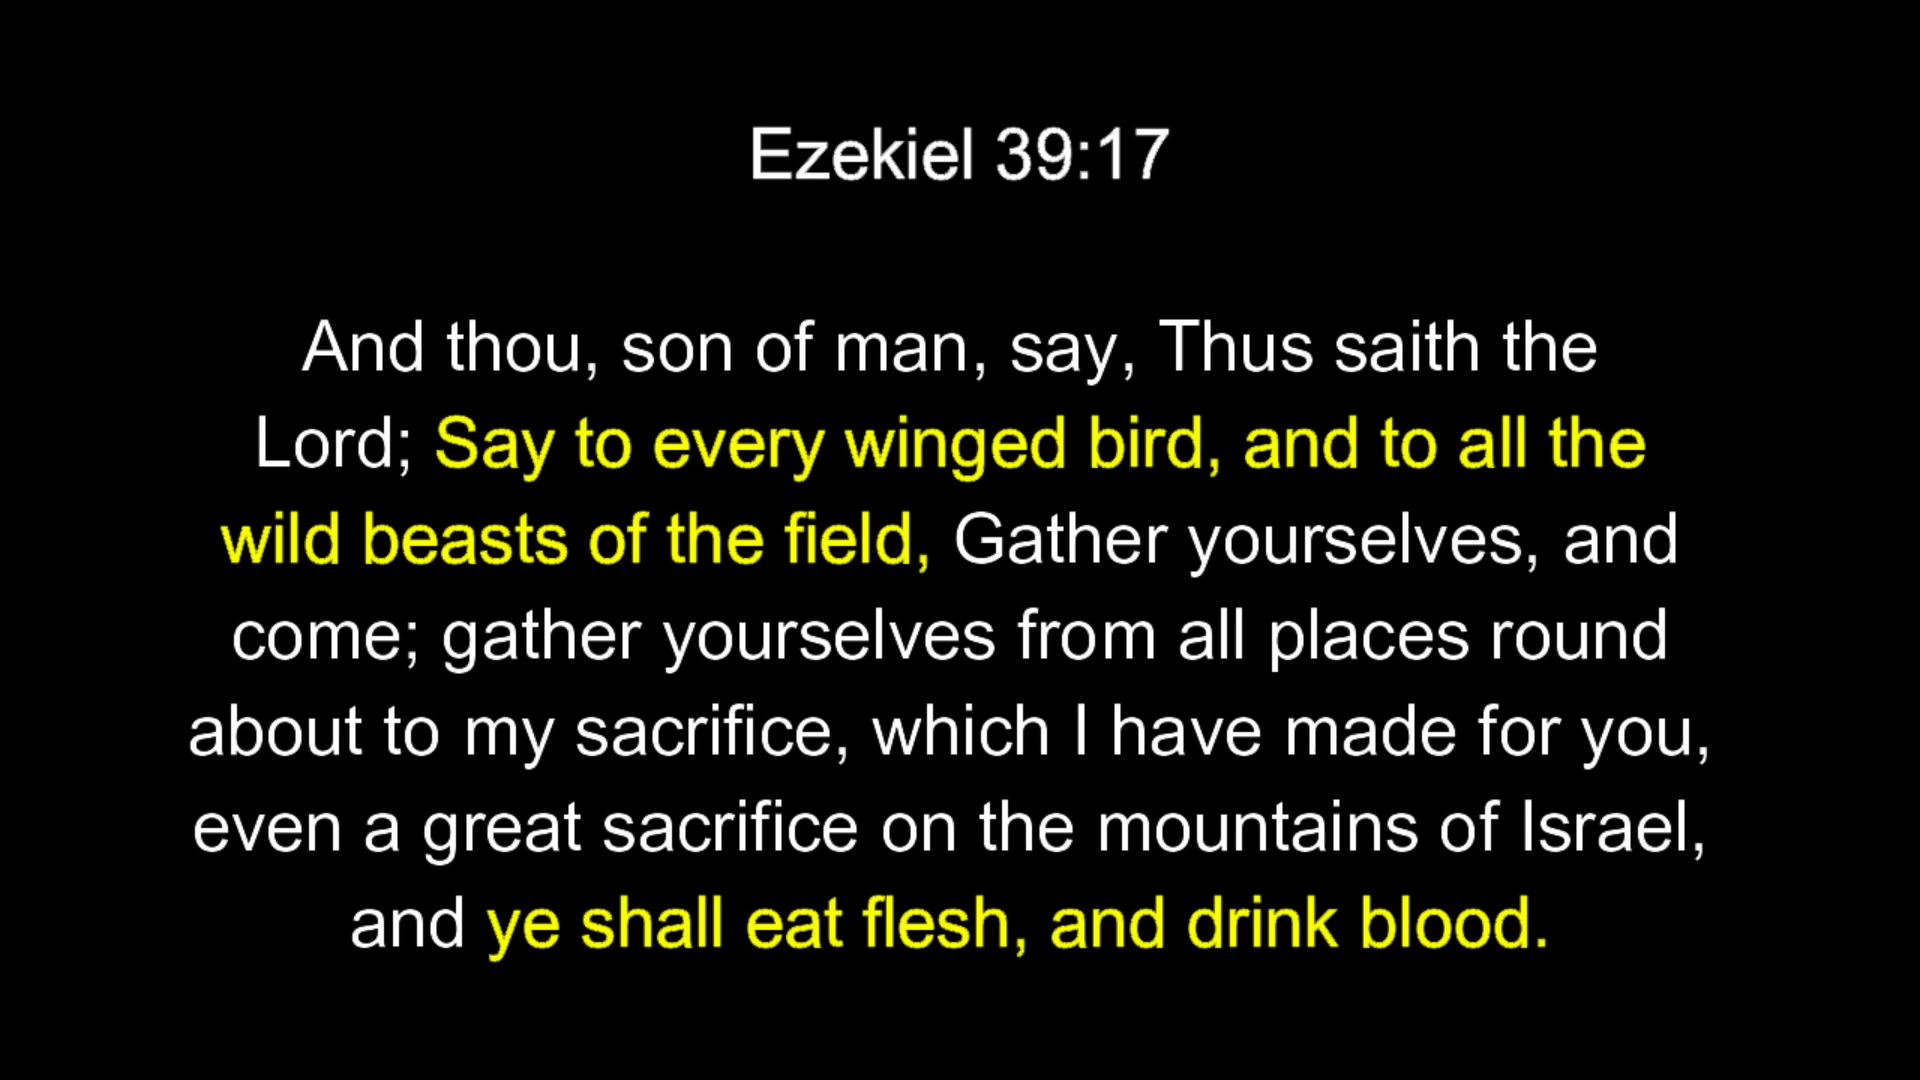 Ezekiel 39:17
And thou, son of man, say, Thus saith the
Lord; Say to every winged bird, and to all the
wild beasts of the field, Gather yourselves, and
come; gather yourselves from all places round
about to my sacrifice, which I have made for you,
even a great sacrifice on the mountains of Israel,
and ye shall eat flesh, and drink blood.